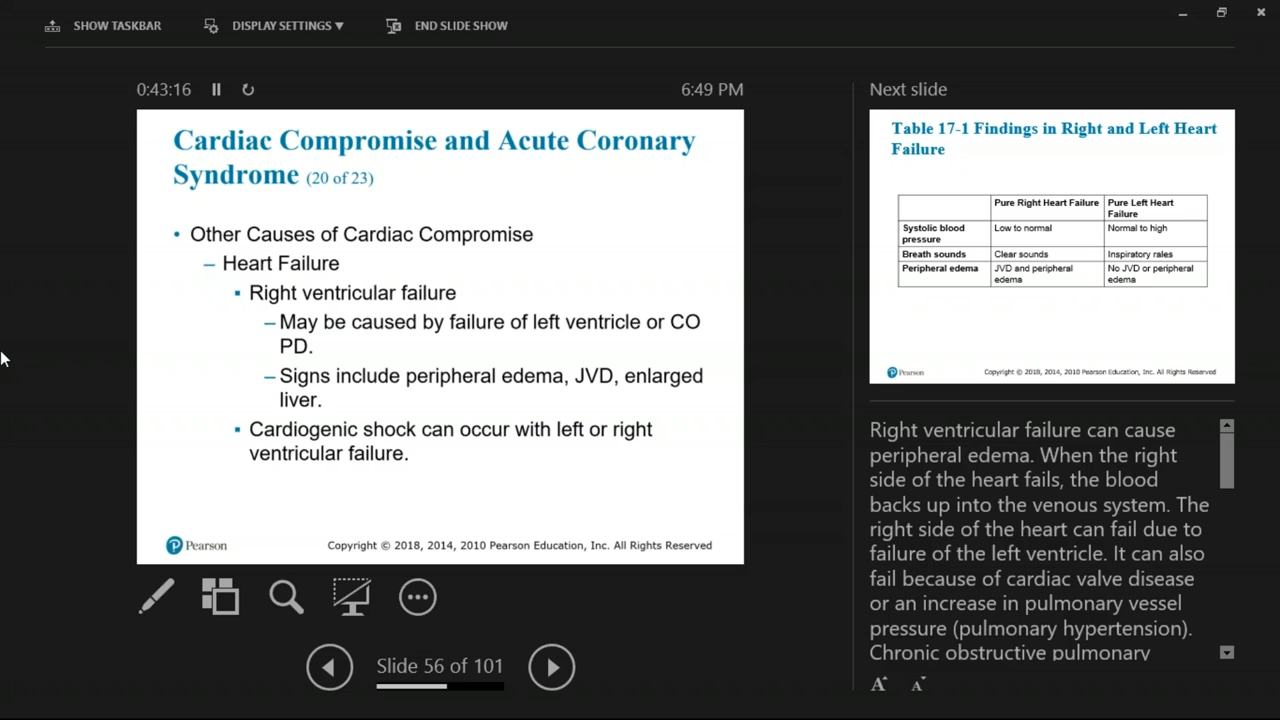 SHOW TASKBAR
DISPLAY SETTINGS ▼
END SLIDE SHOW
0:43:16
6:49 PM
Cardiac Compromise and Acute Coronary
Syndrome (20 of 23)
• Other Causes of Cardiac Compromise
– Heart Failure
▪ Right ventricular failure
– May be caused by failure of left ventricle or CO
PD.
– Signs include peripheral edema, JVD, enlarged
liver.
▪ Cardiogenic shock can occur with left or right
ventricular failure.
P Pearson
Copyright © 2018, 2014, 2010 Pearson Education, Inc. All Rights Reserved
Slide 56 of 101
Next slide
Table 17-1 Findings in Right and Left Heart
Failure
Pure Right Heart Failure
Pure Left Heart
Failure
Systolic blood
pressure
Low to normal
Normal to high
Breath sounds
Clear sounds
Inspiratory rales
Peripheral edema
JVD and peripheral
edema
No JVD or peripheral
edema
P Pearson
Copyright © 2018, 2014, 2010 Pearson Education, Inc. All Rights Reserved
Right ventricular failure can cause
peripheral edema. When the right
side of the heart fails, the blood
backs up into the venous system. The
right side of the heart can fail due to
failure of the left ventricle. It can also
fail because of cardiac valve disease
or an increase in pulmonary vessel
pressure (pulmonary hypertension).
Chronic obstructive pulmonary
A A